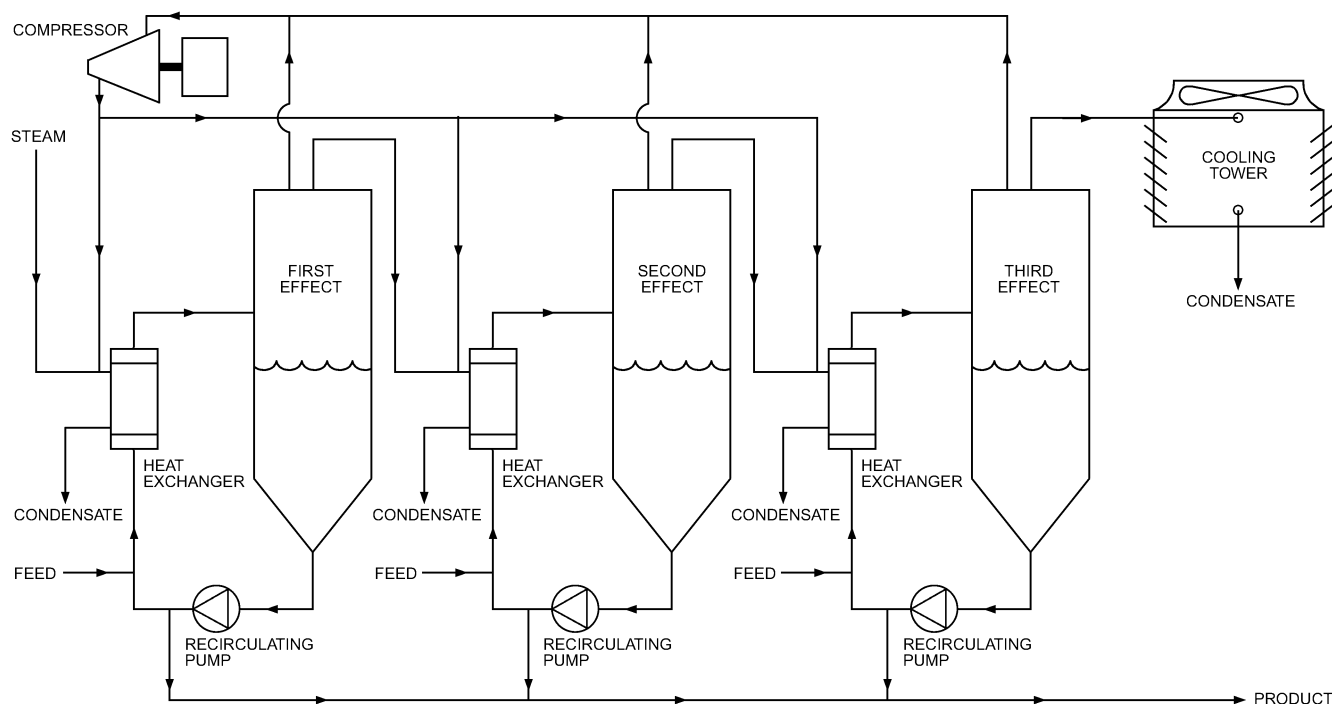 COMPRESSOR
STEAM
COOLING
TOWER
FIRST
EFFECT
SECOND
EFFECT
THIRD
EFFECT
CONDENSATE
HEAT
EXCHANGER
HEAT
EXCHANGER
HEAT
EXCHANGER
CONDENSATE
CONDENSATE
CONDENSATE
FEED
FEED
FEED
RECIRCULATING
PUMP
RECIRCULATING
PUMP
RECIRCULATING
PUMP
PRODUCT